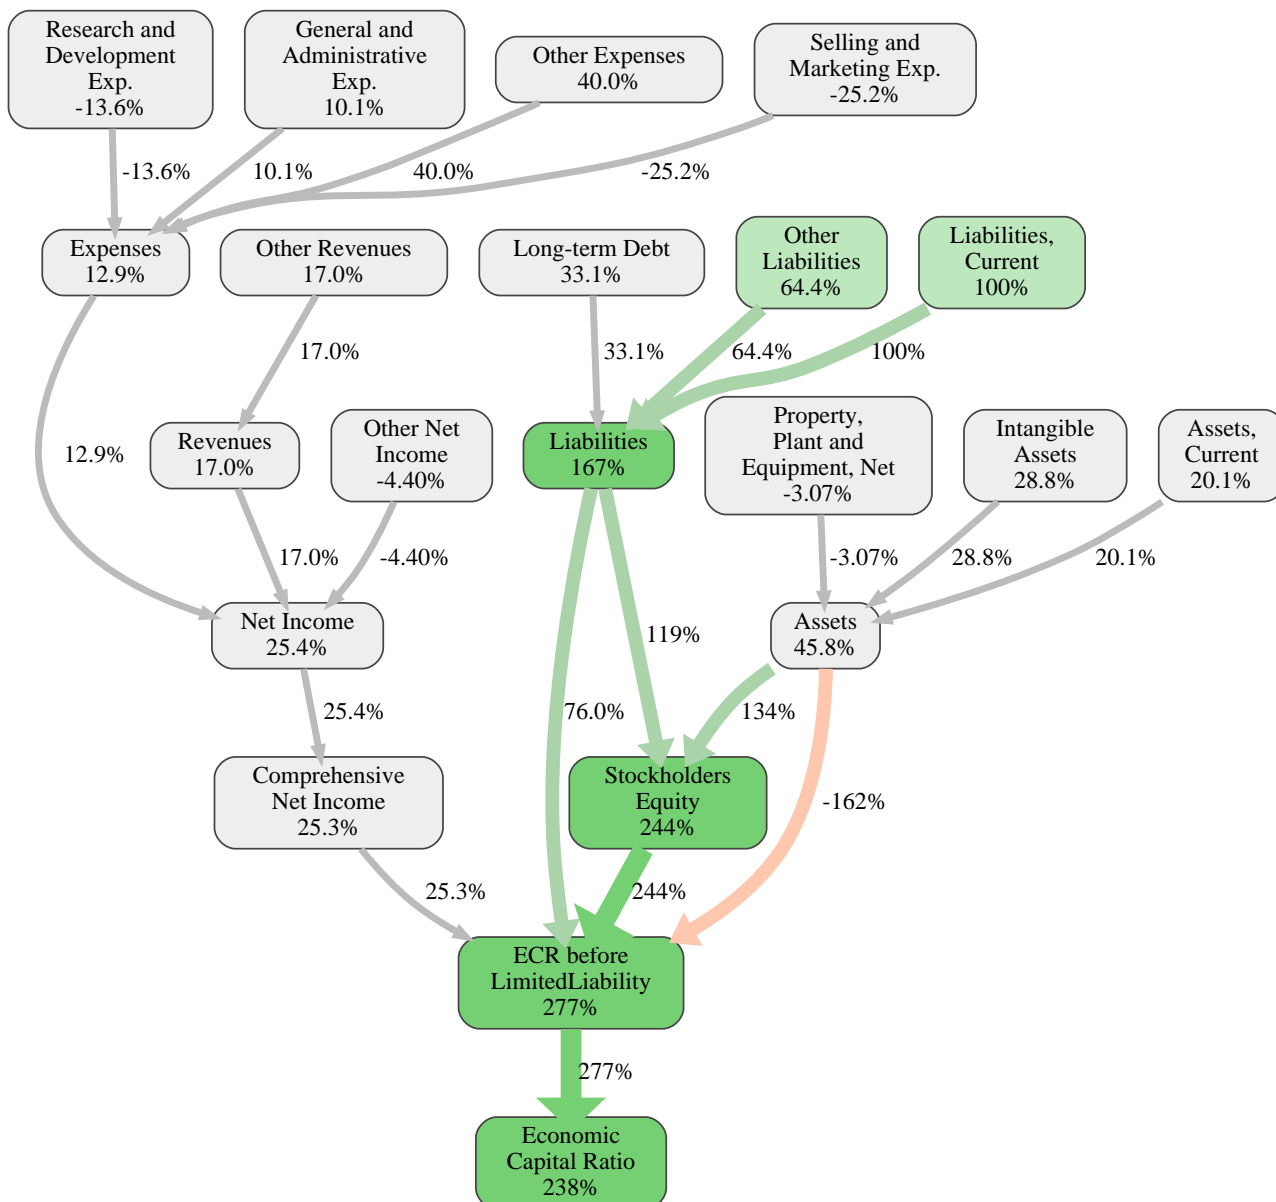 Research and
Development
Exp.
-13.6%
General and
Administrative
Exp.
10.1%
Other Expenses
40.0%
Selling and
Marketing Exp.
-25.2%
-13.6%
10.1%
40.0%
-25.2%
Expenses
12.9%
Other Revenues
17.0%
Long-term Debt
33.1%
Other
Liabilities
64.4%
Liabilities,
Current
100%
17.0%
33.1%
64.4%
100%
12.9%
Revenues
17.0%
Other Net
Income
-4.40%
Liabilities
167%
Property,
Plant and
Equipment, Net
-3.07%
Intangible
Assets
28.8%
Assets,
Current
20.1%
17.0%
-4.40%
-3.07%
28.8%
20.1%
Net Income
25.4%
119%
Assets
45.8%
25.4%
76.0%
134%
-162%
Comprehensive
Net Income
25.3%
Stockholders
Equity
244%
25.3%
244%
ECR before
LimitedLiability
277%
277%
Economic
Capital Ratio
238%